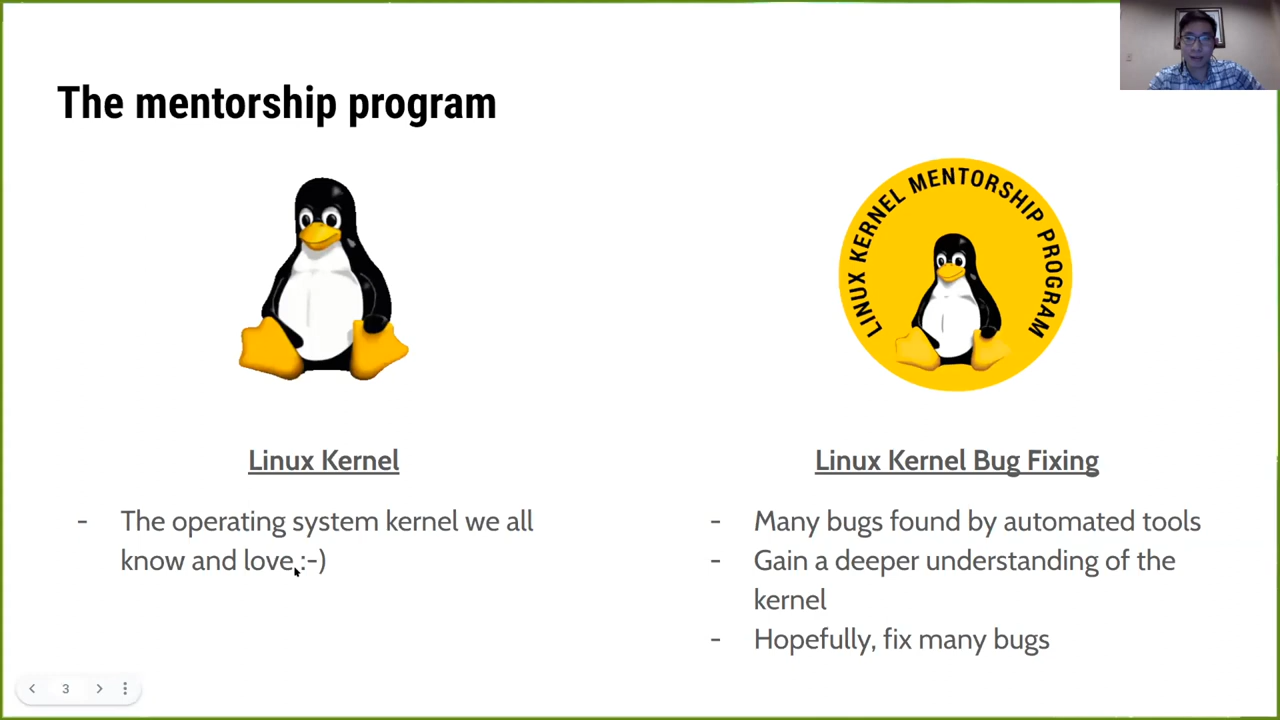 The mentorship program
LINUX KERNEL MENTORSHIP PROGRAM
Linux Kernel
- The operating system kernel we all
know and love :-)
Linux Kernel Bug Fixing
- Many bugs found by automated tools
- Gain a deeper understanding of the
kernel
- Hopefully, fix many bugs
3